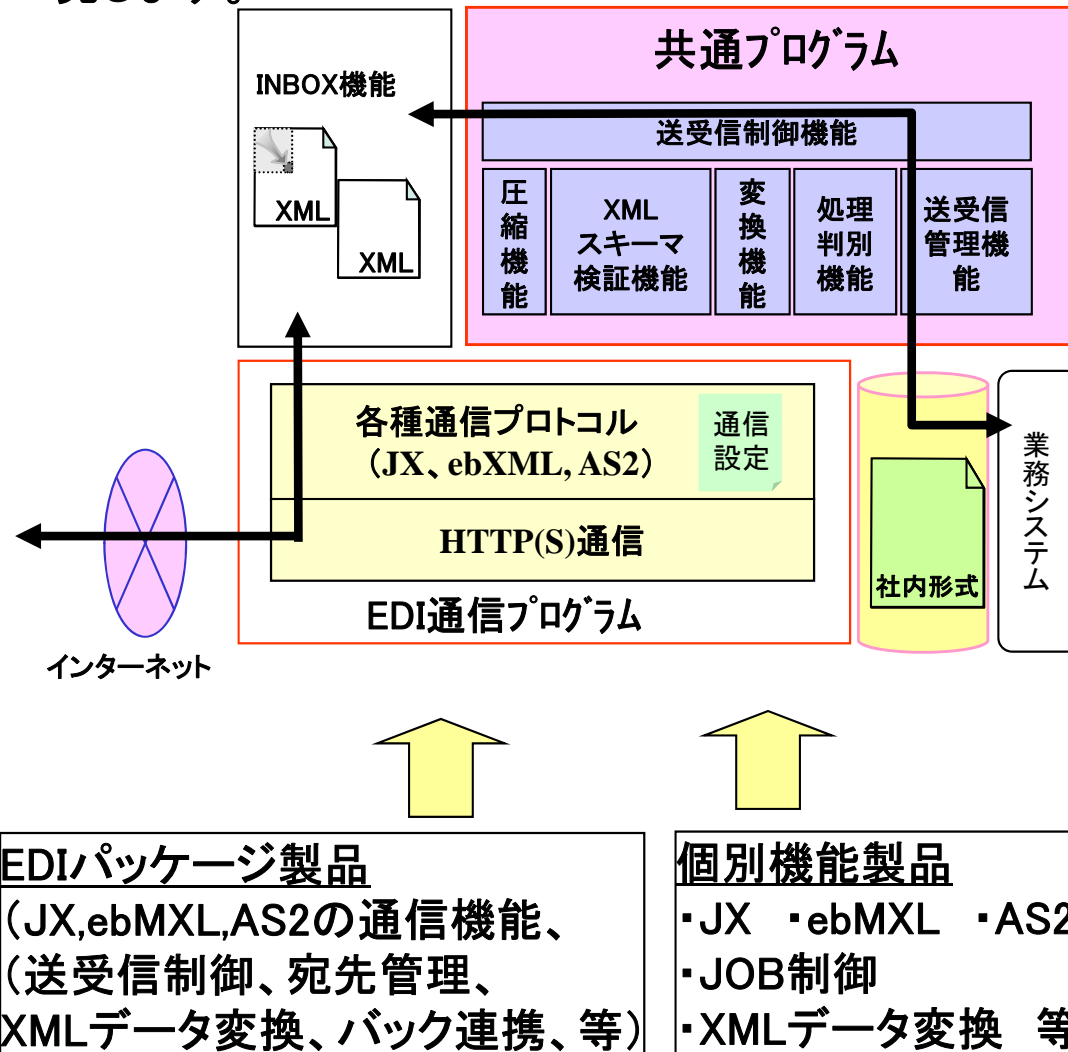 共通プログラム
INBOX機能
XML
XML
送受信制御機能
圧縮機能
XML
スキーマ
検証機能
変換機能
処理
判別
機能
送受信
管理機
能
各種通信プロトコル
（JX、ebXML, AS2）
通信
設定
HTTP(S)通信
EDI通信プログラム
社内形式
業務システム
インターネット
EDIパッケージ製品
（JX,ebMXL,AS2の通信機能、
（送受信制御、宛先管理、
XMLデータ変換、バック連携、等）
個別機能製品
・JX　・ebMXL　・AS2
・JOB制御
・XMLデータ変換　等